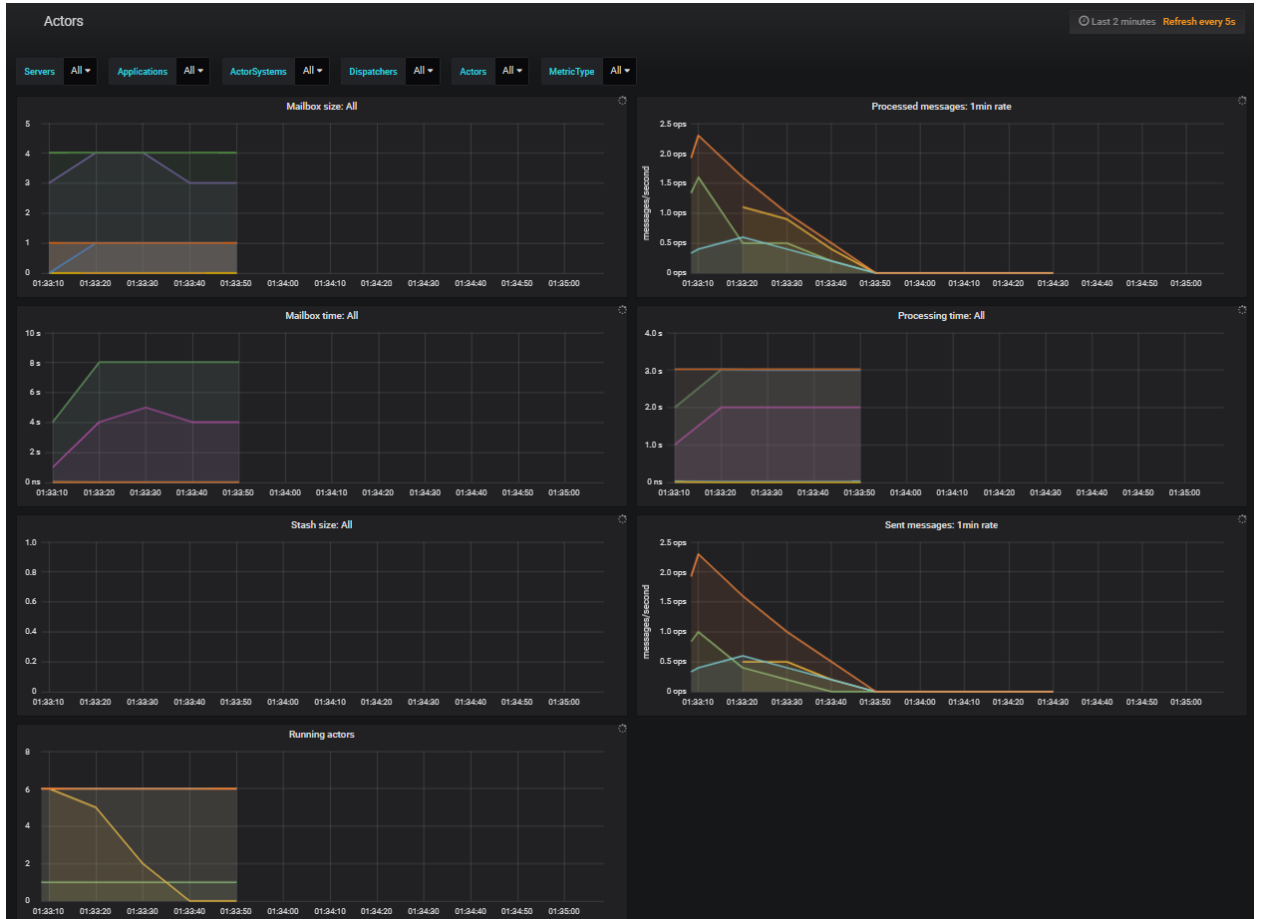 Actors
Last 2 minutes Refresh every 5s
Servers All Applications All ActorSystems All Dispatchers All Actors All MetricType All
Mailbox size: All
5
4
3
2
1
0
01:33:10 01:33:20 01:33:30 01:33:40 01:33:50 01:34:00 01:34:10 01:34:20 01:34:30 01:34:40 01:34:50 01:35:00
Processed messages: 1min rate
messages/second
2.5 ops
2.0 ops
1.5 ops
1.0 ops
0.5 ops
0 ops
01:33:10 01:33:20 01:33:30 01:33:40 01:33:50 01:34:00 01:34:10 01:34:20 01:34:30 01:34:40 01:34:50 01:35:00
Mailbox time: All
10 s
8 s
6 s
4 s
2 s
0 ns
01:33:10 01:33:20 01:33:30 01:33:40 01:33:50 01:34:00 01:34:10 01:34:20 01:34:30 01:34:40 01:34:50 01:35:00
Processing time: All
4.0 s
3.0 s
2.0 s
1.0 s
0 ns
01:33:10 01:33:20 01:33:30 01:33:40 01:33:50 01:34:00 01:34:10 01:34:20 01:34:30 01:34:40 01:34:50 01:35:00
Stash size: All
1.0
0.8
0.6
0.4
0.2
0
01:33:10 01:33:20 01:33:30 01:33:40 01:33:50 01:34:00 01:34:10 01:34:20 01:34:30 01:34:40 01:34:50 01:35:00
Sent messages: 1min rate
messages/second
2.5 ops
2.0 ops
1.5 ops
1.0 ops
0.5 ops
0 ops
01:33:10 01:33:20 01:33:30 01:33:40 01:33:50 01:34:00 01:34:10 01:34:20 01:34:30 01:34:40 01:34:50 01:35:00
Running actors
8
6
4
2
0
01:33:10 01:33:20 01:33:30 01:33:40 01:33:50 01:34:00 01:34:10 01:34:20 01:34:30 01:34:40 01:34:50 01:35:00